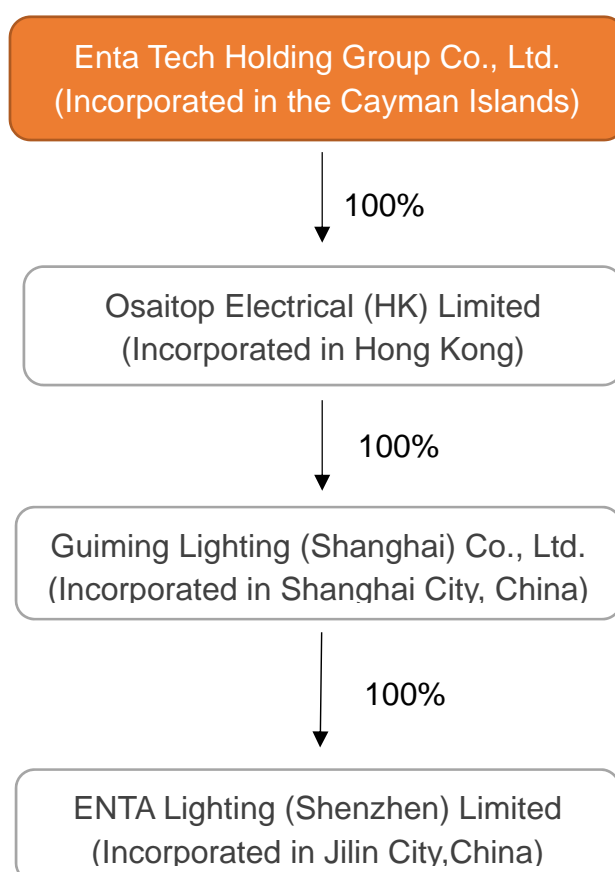 Enta Tech Holding Group Co., Ltd.
(Incorporated in the Cayman Islands)
100%
Osaitop Electrical (HK) Limited
(Incorporated in Hong Kong)
100%
Guiming Lighting (Shanghai) Co., Ltd.
(Incorporated in Shanghai City, China)
100%
ENTA Lighting (Shenzhen) Limited
(Incorporated in Jilin City,China)